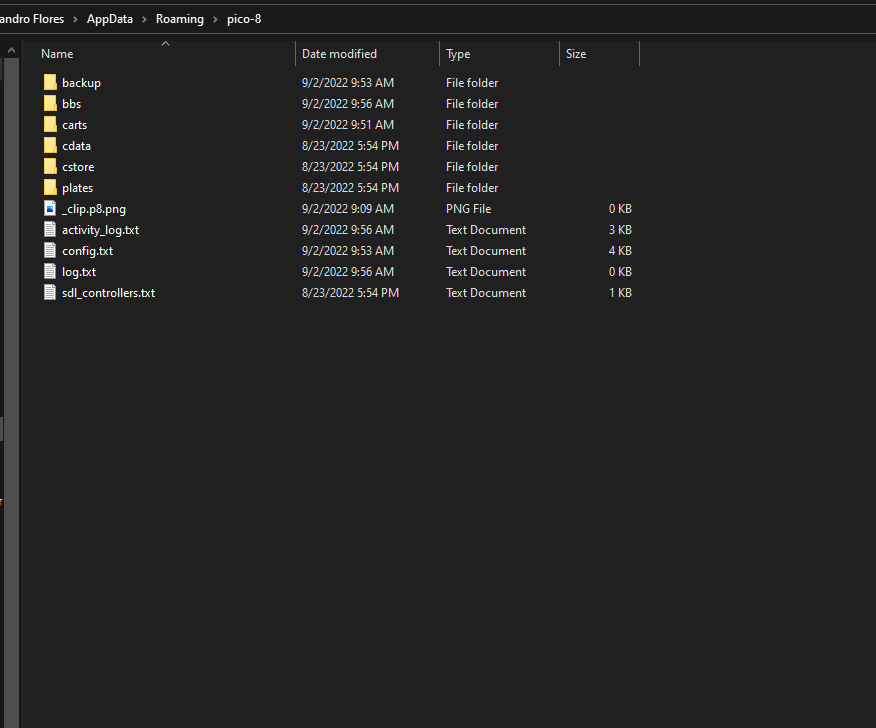 andro Flores > AppData > Roaming > pico-8
Name Date modified Type Size
backup 9/2/2022 9:53 AM File folder
bbs 9/2/2022 9:56 AM File folder
carts 9/2/2022 9:51 AM File folder
cdata 8/23/2022 5:54 PM File folder
cstore 8/23/2022 5:54 PM File folder
plates 8/23/2022 5:54 PM File folder
_clip.p8.png 9/2/2022 9:09 AM PNG File 0 KB
activity_log.txt 9/2/2022 9:56 AM Text Document 3 KB
config.txt 9/2/2022 9:53 AM Text Document 4 KB
log.txt 9/2/2022 9:56 AM Text Document 0 KB
sdl_controllers.txt 8/23/2022 5:54 PM Text Document 1 KB